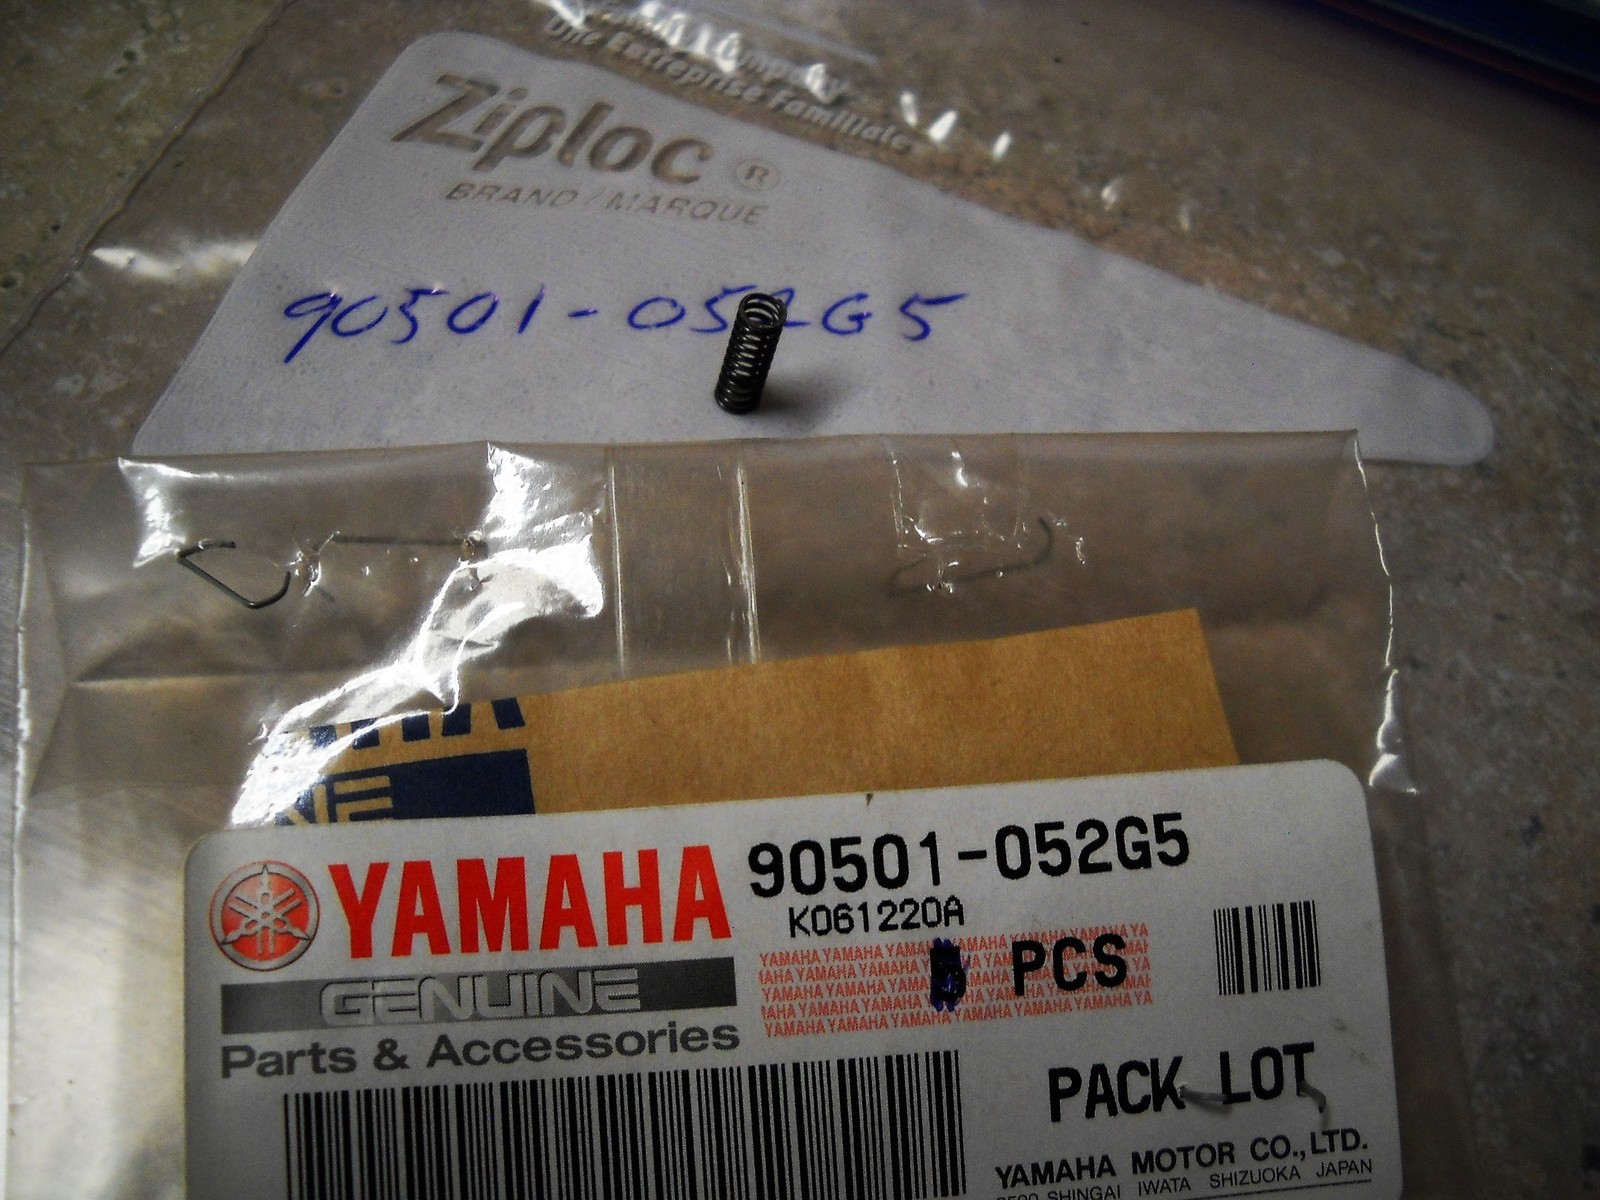 Une Entreprise Familiale
Ziploc ®
BRAND / MARQUE
90501-052G5
YAMAHA
90501-052G5
K061220A
GENUINE
PCS
Parts & Accessories
PACK LOT
YAMAHA MOTOR CO., LTD.
SHINGAI IWATA SHIZUOKA JAPAN